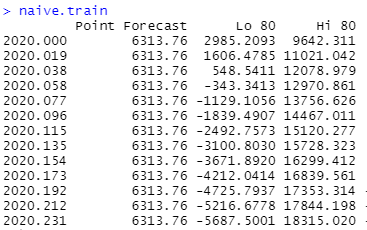 > naive.train
Point Forecast Lo 80 Hi 80
2020.000 6313.76 2985.2093 9642.311
2020.019 6313.76 1606.4785 11021.042
2020.038 6313.76 548.5411 12078.979
2020.058 6313.76 -343.3413 12970.861
2020.077 6313.76 -1129.1056 13756.626
2020.096 6313.76 -1839.4907 14467.011
2020.115 6313.76 -2492.7573 15120.277
2020.135 6313.76 -3100.8030 15728.323
2020.154 6313.76 -3671.8920 16299.412
2020.173 6313.76 -4212.0414 16839.561
2020.192 6313.76 -4725.7937 17353.314 -
2020.212 6313.76 -5216.6778 17844.198 -
2020.231 6313.76 -5687.5001 18315.020 -